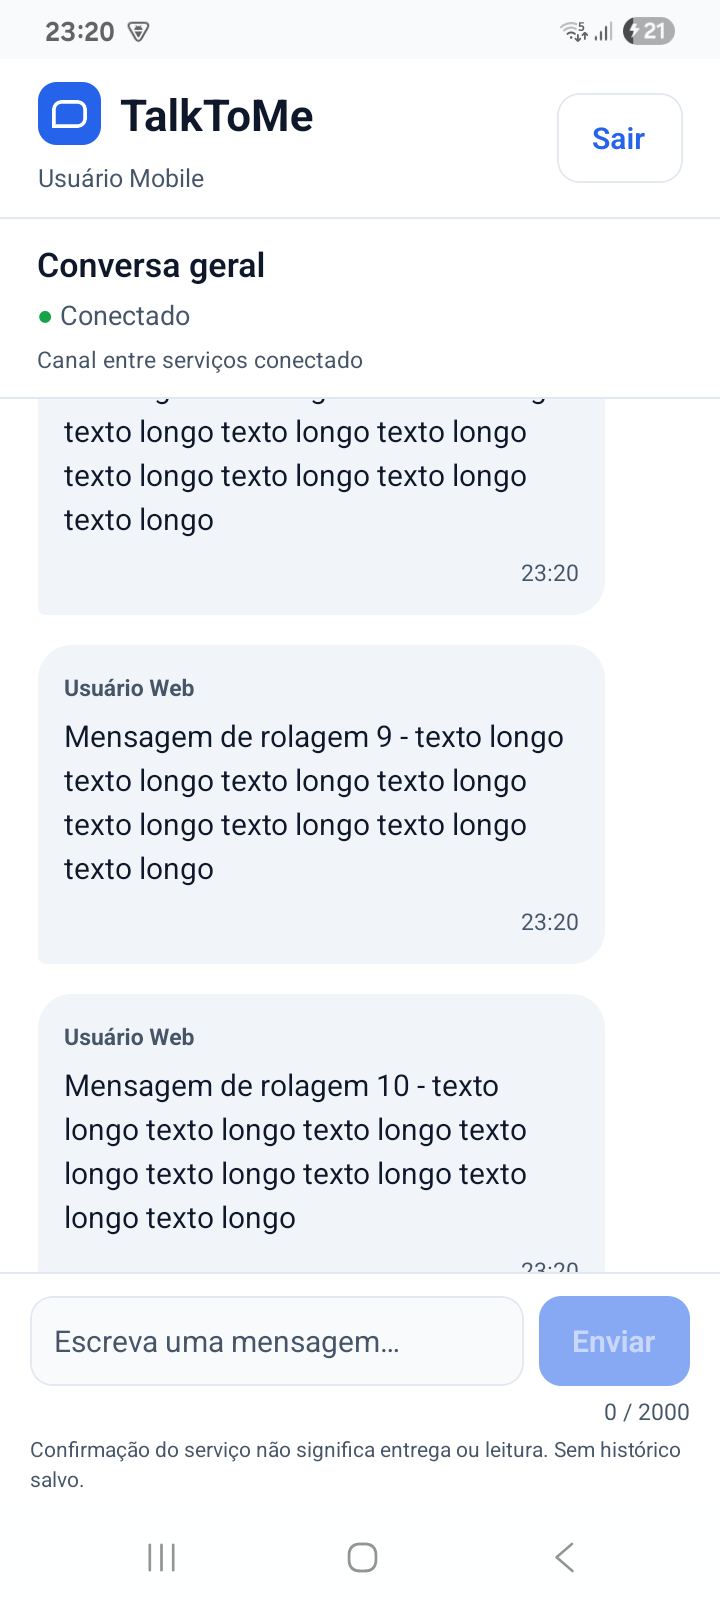 23:20
5
21
TalkToMe
Sair
Usuário Mobile
Conversa geral
Conectado
Canal entre serviços conectado
texto longo texto longo texto longo
texto longo texto longo texto longo
texto longo
23:20
Usuário Web
Mensagem de rolagem 9 - texto longo
texto longo texto longo texto longo
texto longo texto longo texto longo
texto longo
23:20
Usuário Web
Mensagem de rolagem 10 - texto
longo texto longo texto longo texto
longo texto longo texto longo texto
longo texto longo
23:20
Escreva uma mensagem...
Enviar
0 / 2000
Confirmação do serviço não significa entrega ou leitura. Sem histórico
salvo.